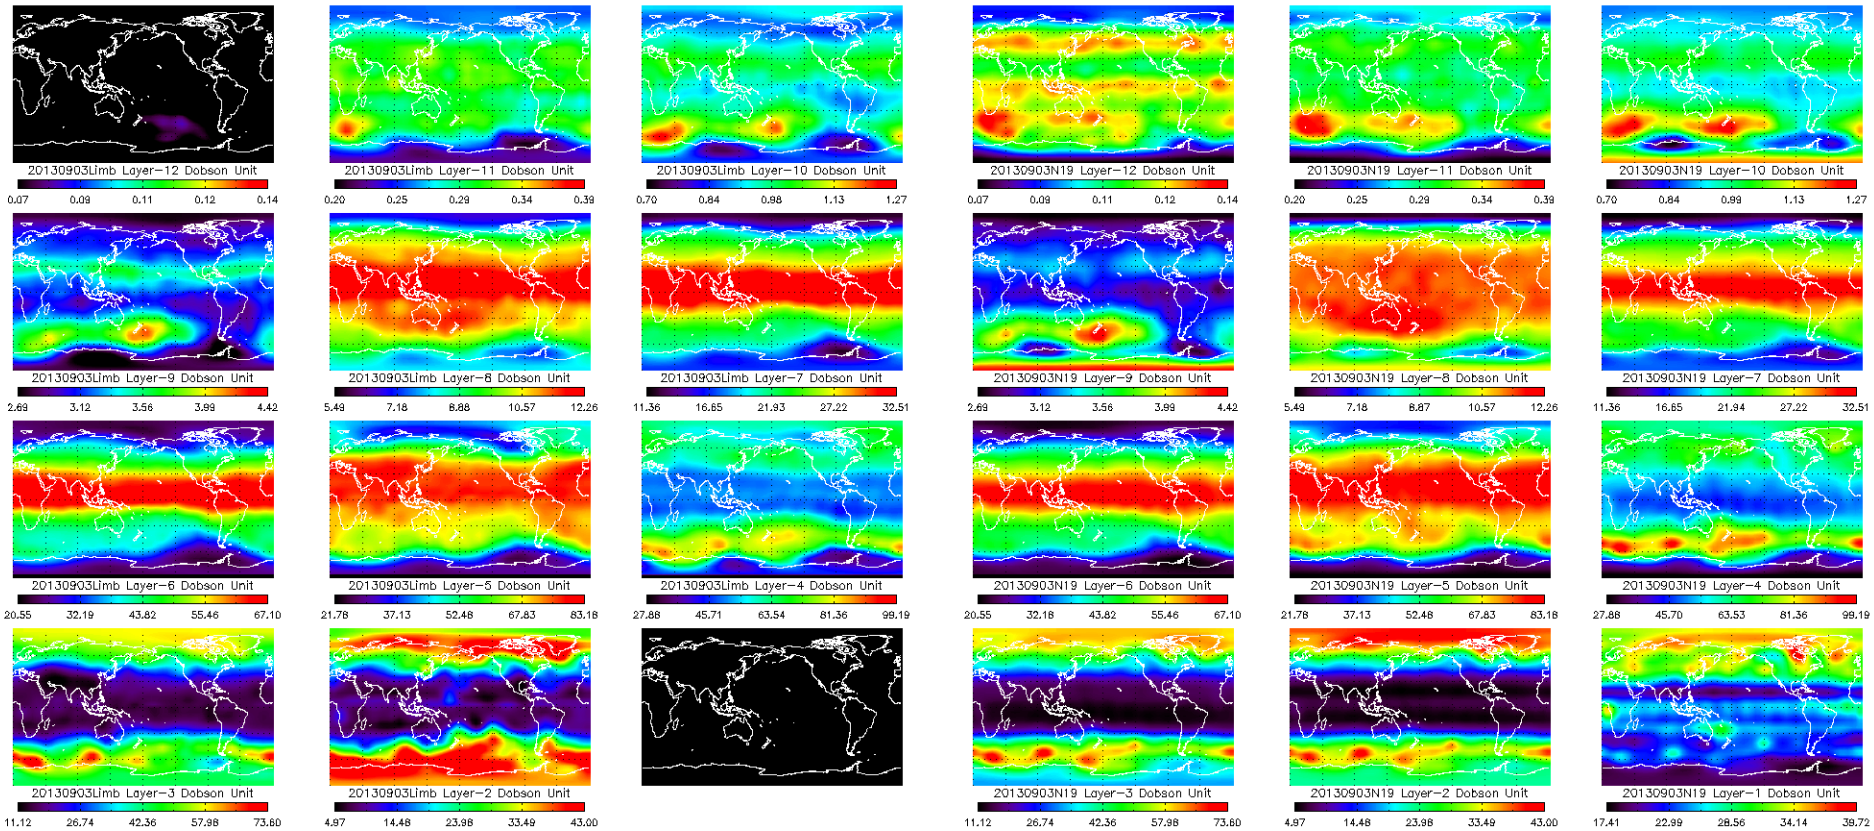 20130903Limb Layer-12 Dobson Unit
0.07 0.09 0.11 0.12 0.14
20130903Limb Layer-11 Dobson Unit
0.20 0.25 0.29 0.34 0.39
20130903Limb Layer-10 Dobson Unit
0.70 0.84 0.98 1.13 1.27
20130903N19 Layer-12 Dobson Unit
0.07 0.09 0.11 0.12 0.14
20130903N19 Layer-11 Dobson Unit
0.20 0.25 0.29 0.34 0.39
20130903N19 Layer-10 Dobson Unit
0.70 0.84 0.99 1.13 1.27
20130903Limb Layer-9 Dobson Unit
2.69 3.12 3.56 3.99 4.42
20130903Limb Layer-8 Dobson Unit
5.49 7.18 8.88 10.57 12.26
20130903Limb Layer-7 Dobson Unit
11.36 16.65 21.93 27.22 32.51
20130903N19 Layer-9 Dobson Unit
2.69 3.12 3.56 3.99 4.42
20130903N19 Layer-8 Dobson Unit
5.49 7.18 8.87 10.57 12.26
20130903N19 Layer-7 Dobson Unit
11.36 16.65 21.94 27.22 32.51
20130903Limb Layer-6 Dobson Unit
20.55 32.19 43.82 55.46 67.10
20130903Limb Layer-5 Dobson Unit
21.78 37.13 52.48 67.83 83.18
20130903Limb Layer-4 Dobson Unit
27.88 45.71 63.54 81.36 99.19
20130903N19 Layer-6 Dobson Unit
20.55 32.18 43.82 55.46 67.10
20130903N19 Layer-5 Dobson Unit
21.78 37.13 52.48 67.83 83.18
20130903N19 Layer-4 Dobson Unit
27.88 45.70 63.53 81.36 99.19
20130903Limb Layer-3 Dobson Unit
11.12 26.74 42.36 57.98 73.60
20130903Limb Layer-2 Dobson Unit
4.97 14.48 23.98 33.49 43.00
20130903N19 Layer-3 Dobson Unit
11.12 26.74 42.36 57.98 73.60
20130903N19 Layer-2 Dobson Unit
4.97 14.48 23.98 33.49 43.00
20130903N19 Layer-1 Dobson Unit
17.41 22.99 28.56 34.14 39.72